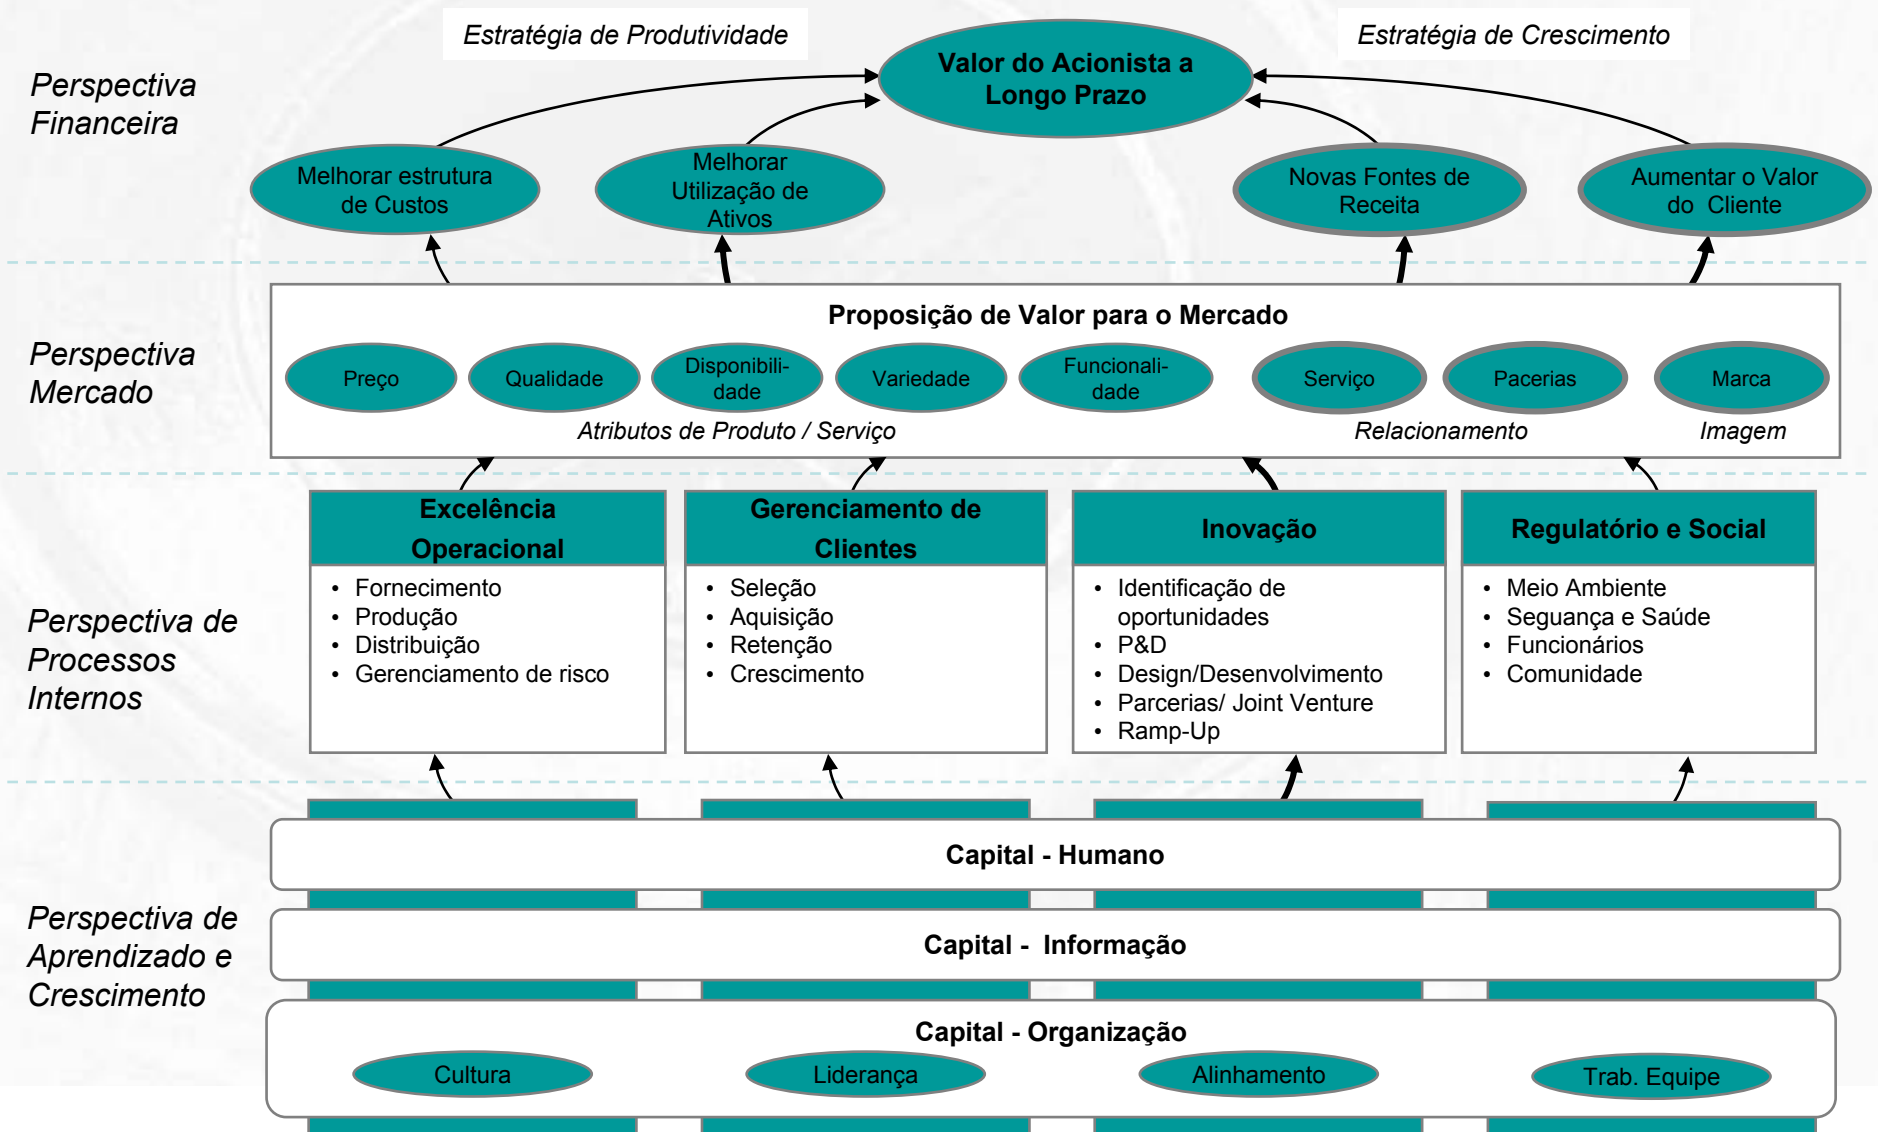 Estratégia de Produtividade
Estratégia de Crescimento
Valor do Acionista a
Longo Prazo
Perspectiva
Financeira
Melhorar estrutura
de Custos
Melhorar
Utilização de
Ativos
Novas Fontes de
Receita
Aumentar o Valor
do Cliente
Perspectiva
Mercado
Proposição de Valor para o Mercado
Preço
Qualidade
Disponibili-
dade
Variedade
Funcionali-
dade
Serviço
Pacerias
Marca
Atributos de Produto / Serviço
Relacionamento
Imagem
Perspectiva de
Processos
Internos
Excelência
Operacional
• Fornecimento
• Produção
• Distribuição
• Gerenciamento de risco
Gerenciamento de
Clientes
• Seleção
• Aquisição
• Retenção
• Crescimento
Inovação
• Identificação de
oportunidades
• P&D
• Design/Desenvolvimento
• Parcerias/ Joint Venture
• Ramp-Up
Regulatório e Social
• Meio Ambiente
• Seguança e Saúde
• Funcionários
• Comunidade
Perspectiva de
Aprendizado e
Crescimento
Capital - Humano
Capital - Informação
Capital - Organização
Cultura
Liderança
Alinhamento
Trab. Equipe